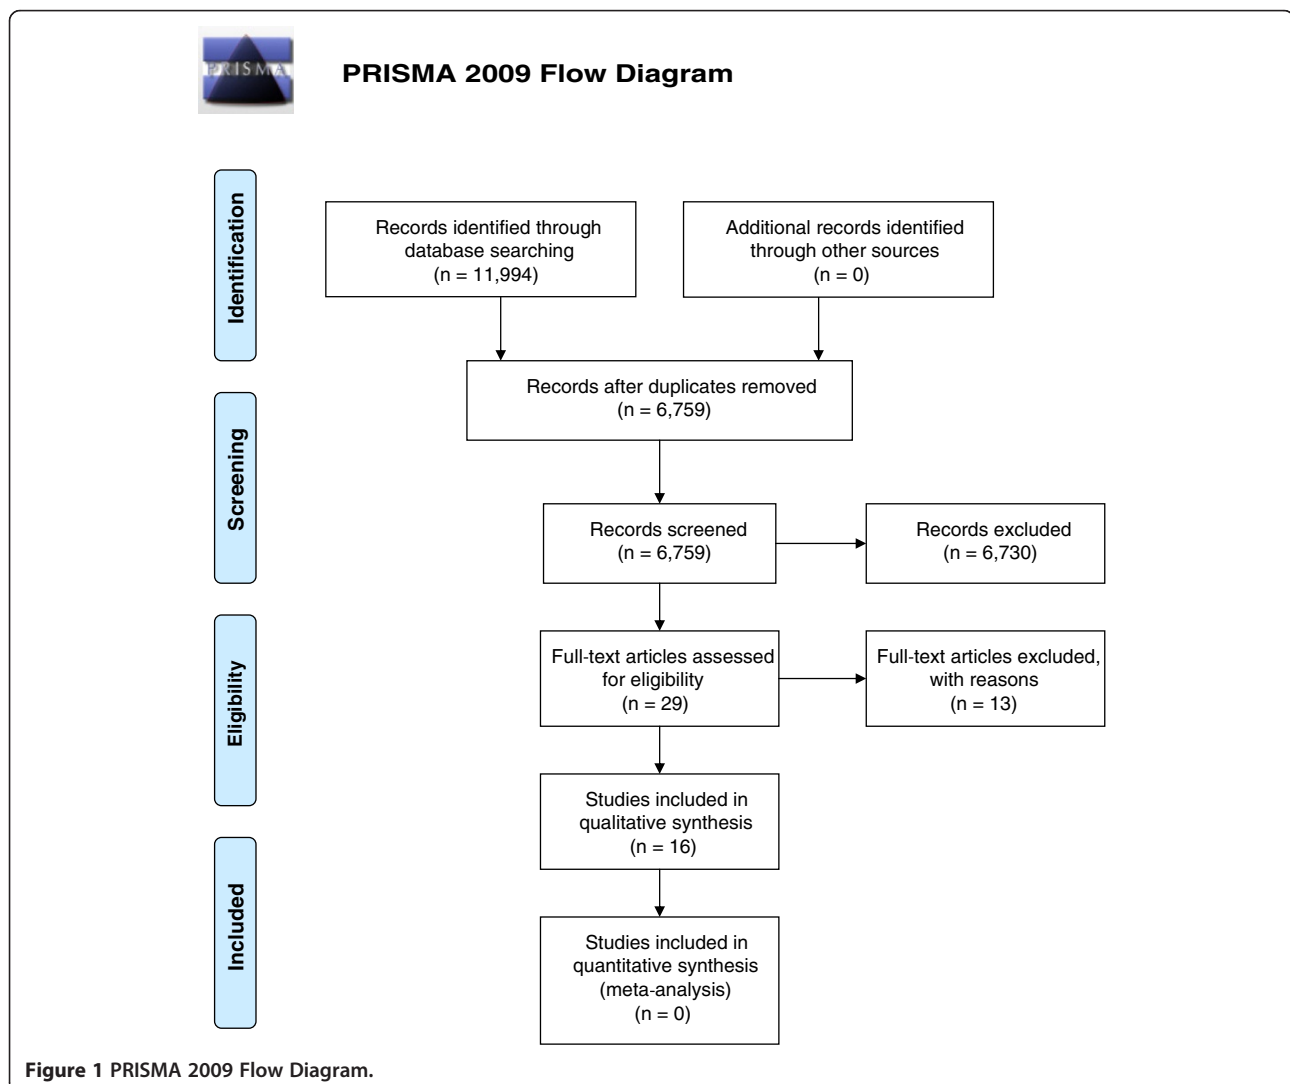 PRISMA
PRISMA 2009 Flow Diagram
Identification
Records identified through
database searching
(n = 11,994)
Additional records identified
through other sources
(n = 0)
Records after duplicates removed
(n = 6,759)
Screening
Records screened
(n = 6,759)
Records excluded
(n = 6,730)
Eligibility
Full-text articles assessed
for eligibility
(n = 29)
Full-text articles excluded,
with reasons
(n = 13)
Studies included in
qualitative synthesis
(n = 16)
Included
Studies included in
quantitative synthesis
(meta-analysis)
(n = 0)
Figure 1 PRISMA 2009 Flow Diagram.